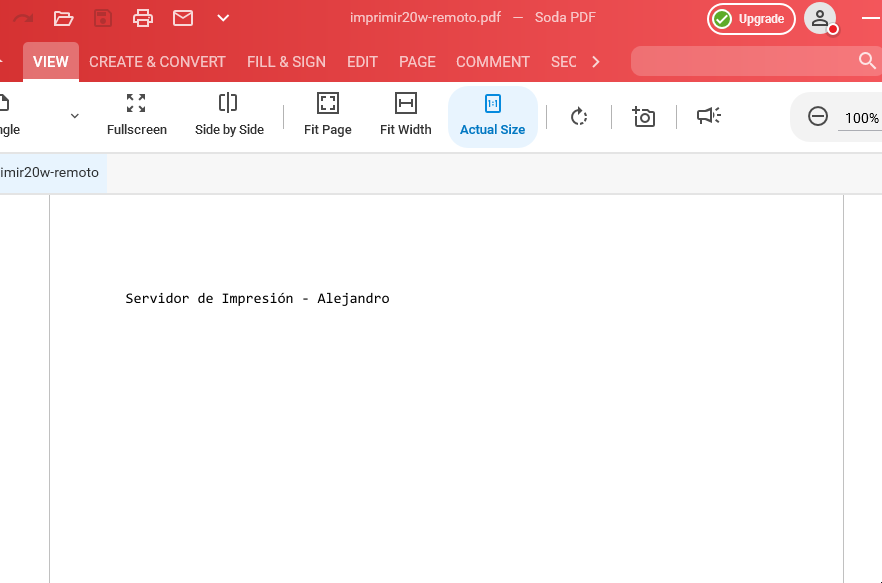 imprimir20w-remoto.pdf — Soda PDF
Upgrade
VIEW CREATE & CONVERT FILL & SIGN EDIT PAGE COMMENT SEC
ngle
Fullscreen
Side by Side
Fit Page
Fit Width
1:1
Actual Size
100%
imir20w-remoto
Servidor de Impresión - Alejandro